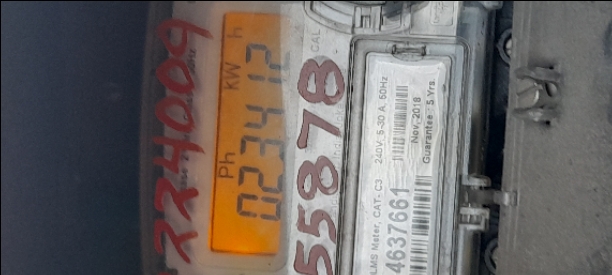 224009
Ph kW h
023412
CAL
55878
LMS Meter, CAT- C3 240V 5-30 A, 50Hz
Nov. 2018
4637661
Guarantee 5 Yrs.